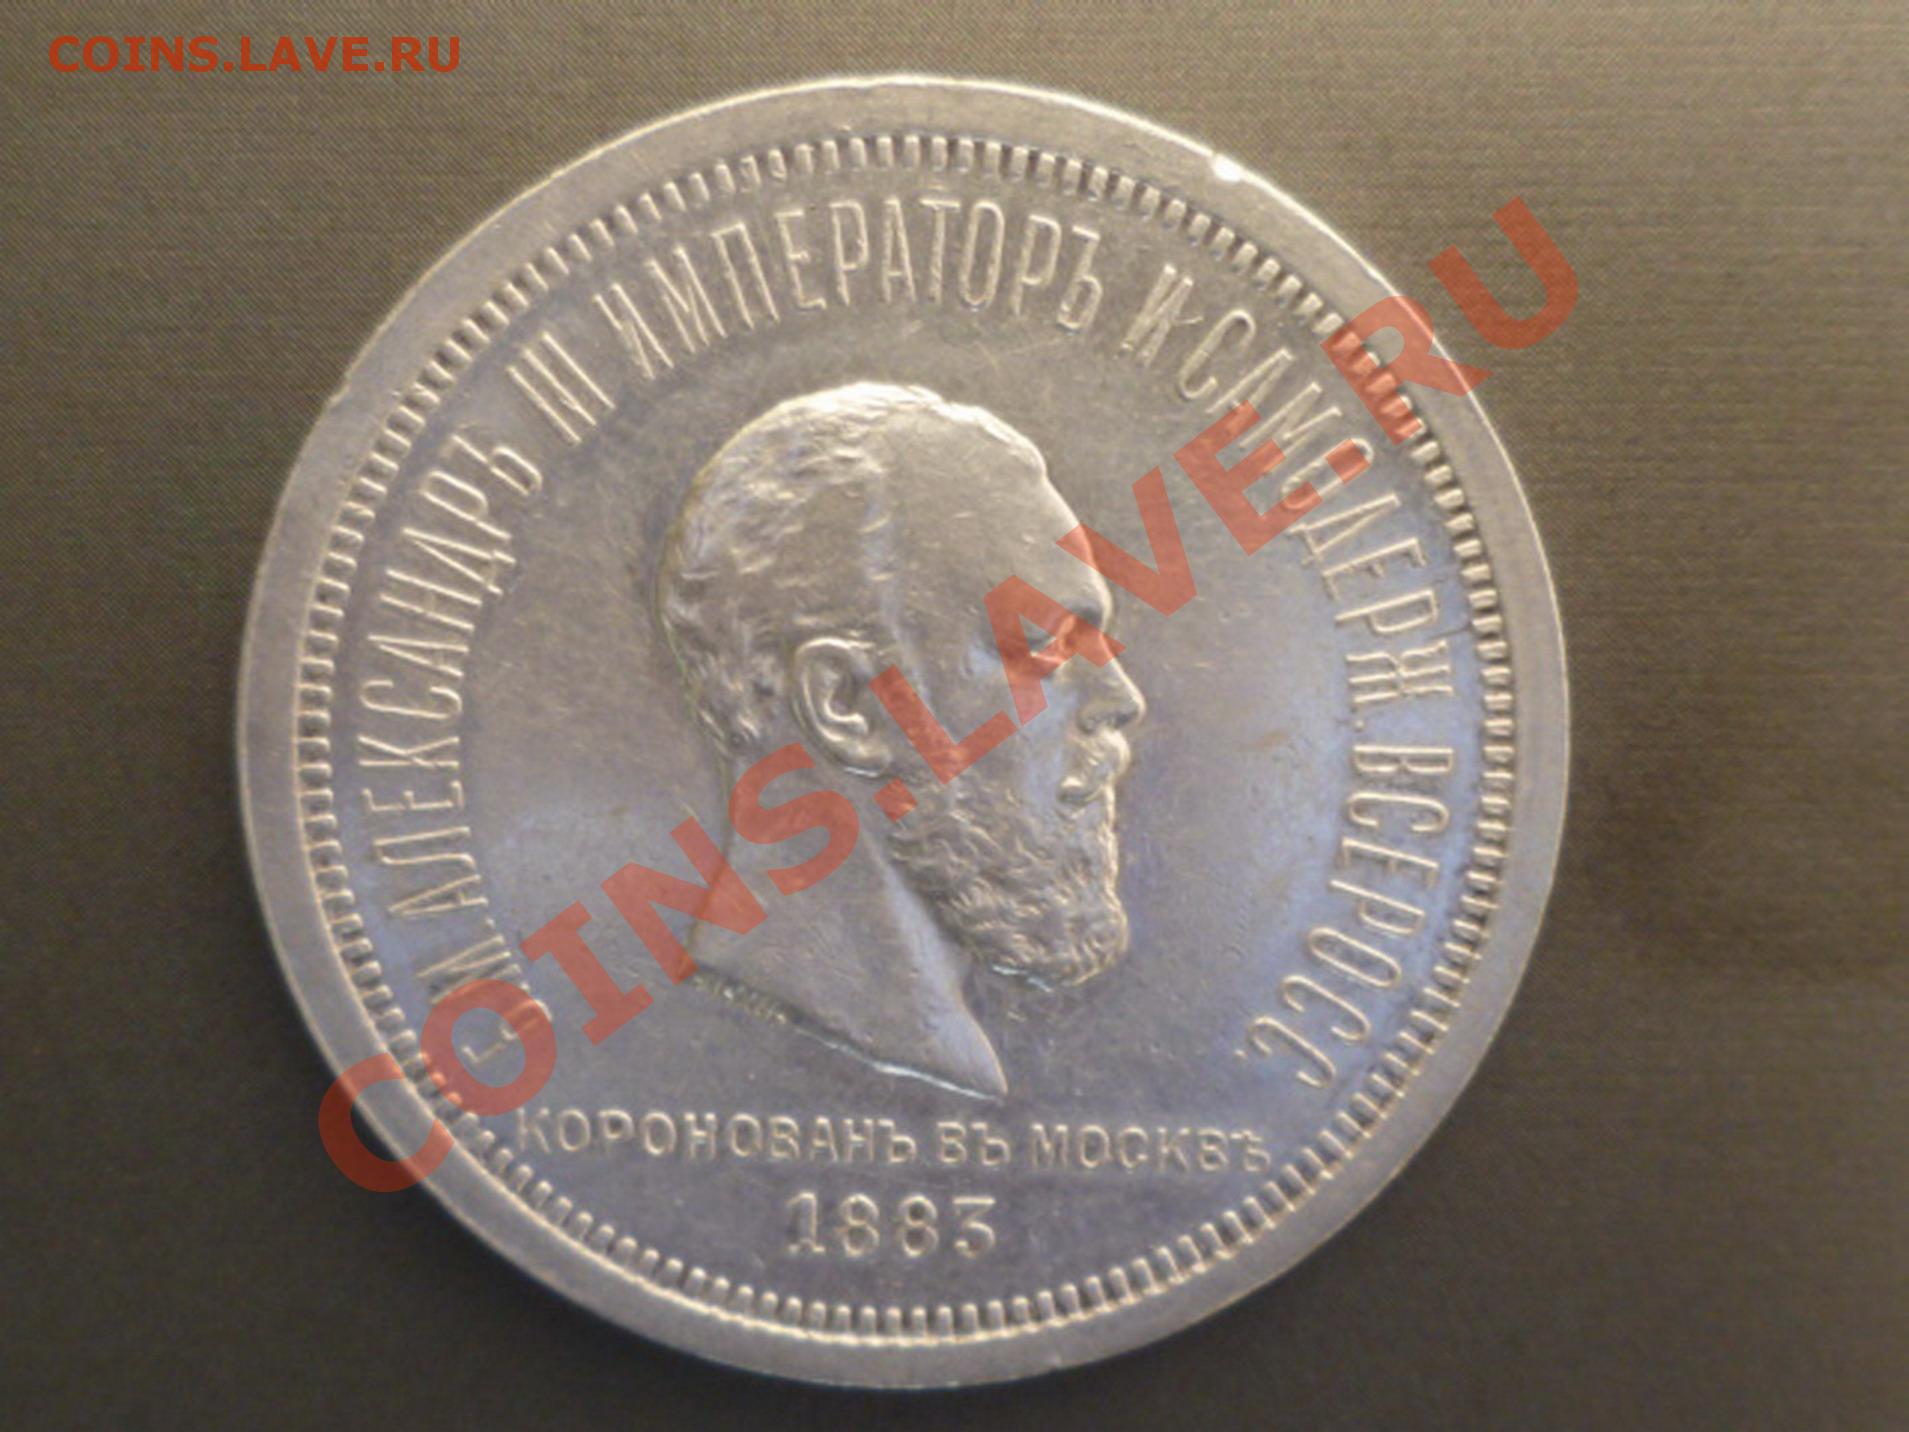 COINS.LAVE.RU
Б.М. АЛЕКСАНДРЪ III ИМПЕРАТОРЪ И САМОДЕРЖ. ВСЕРОСС.
КОРОНОВАНЪ ВЪ МОСКВѢ
1883
COINS.LAVE.RU